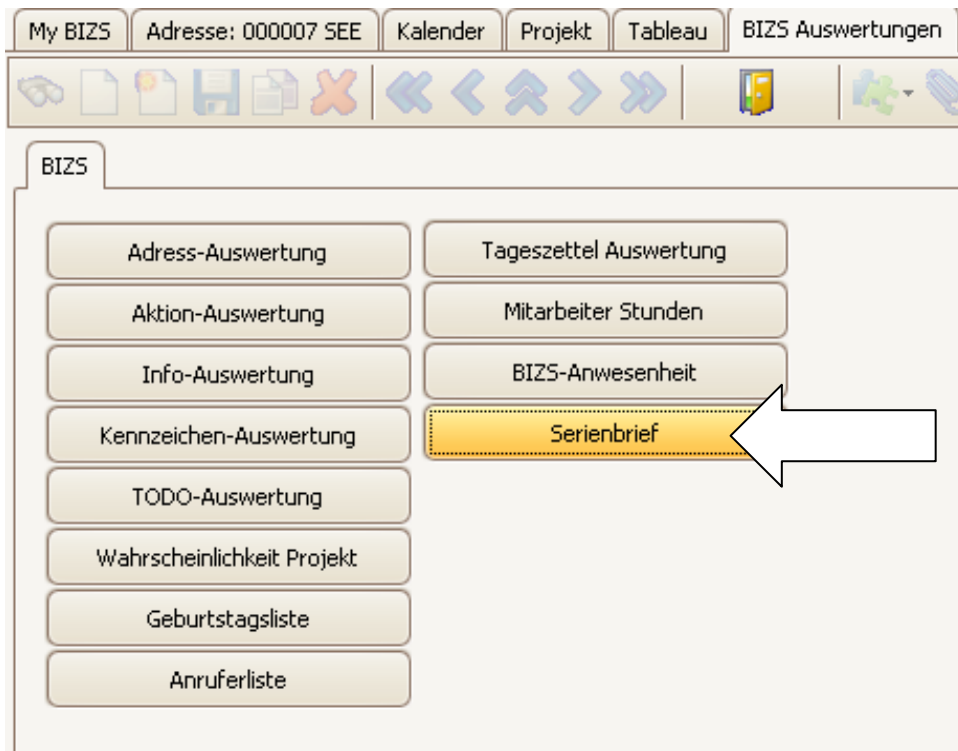 My BIZS Adresse: 000007 SEE Kalender Projekt Tableau BIZS Auswertungen
BIZS
Adress-Auswertung
Aktion-Auswertung
Info-Auswertung
Kennzeichen-Auswertung
TODO-Auswertung
Wahrscheinlichkeit Projekt
Geburtstagsliste
Anruferliste
Tageszettel Auswertung
Mitarbeiter Stunden
BIZS-Anwesenheit
Serienbrief